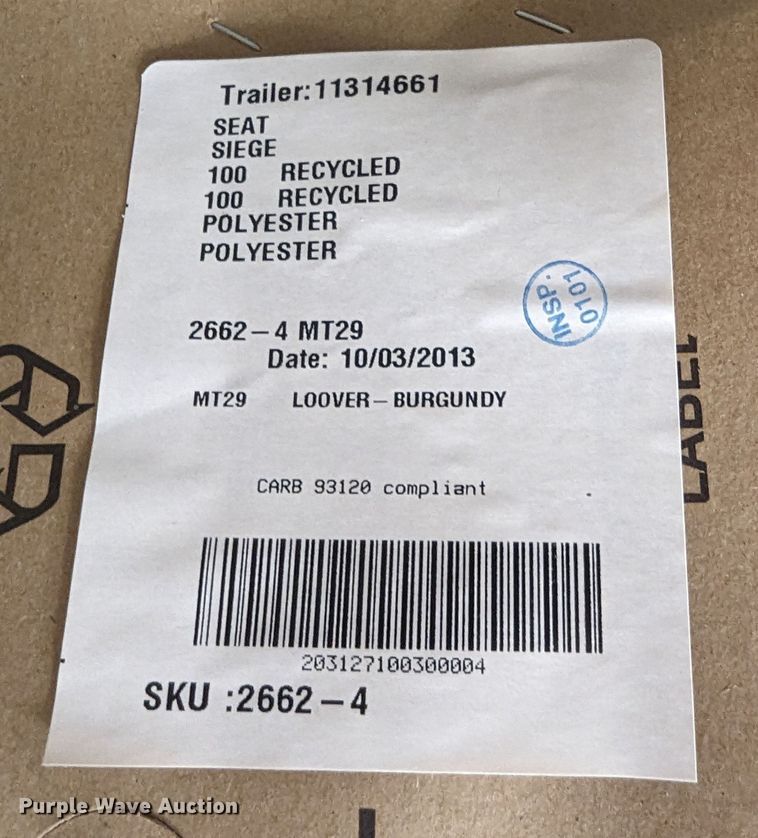 Trailer:11314661
SEAT
SIEGE
100 RECYCLED
100 RECYCLED
POLYESTER
POLYESTER
INSP.
0101
2662-4 MT29
Date: 10/03/2013
MT29 LOOVER-BURGUNDY
LABEL
CARB 93120 compliant
203127100300004
SKU :2662-4
Purple Wave Auction